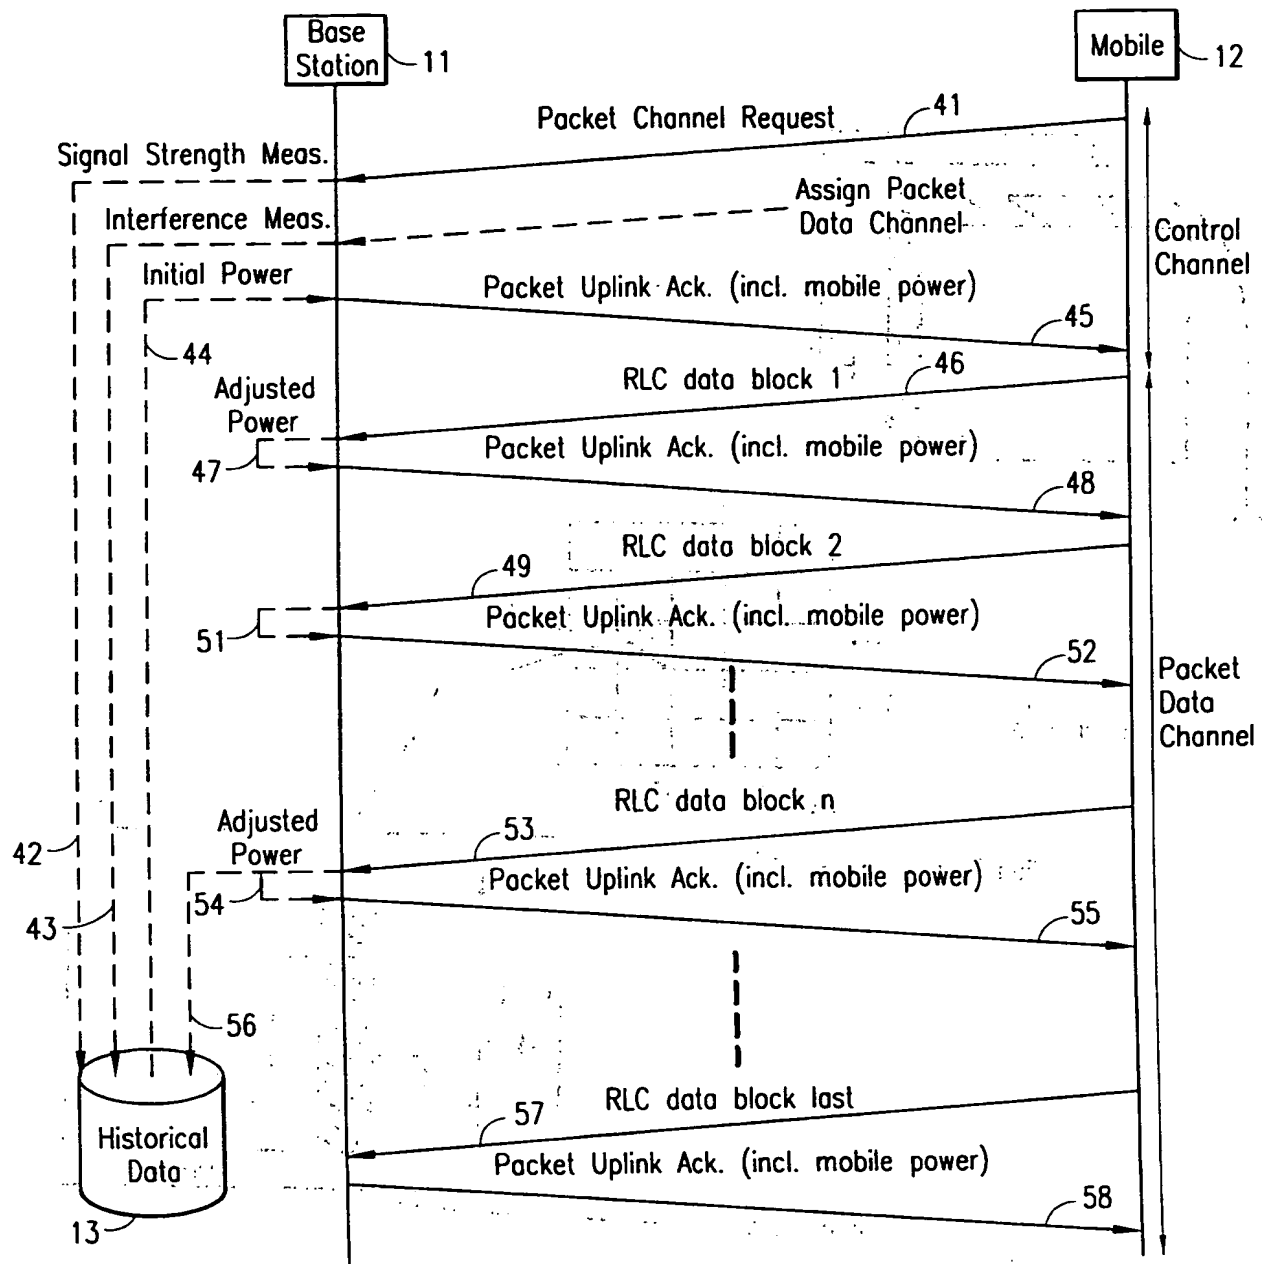 Base
Station
11
Mobile
12
Packet Channel Request
41
Signal Strength Meas.
Assign Packet
Data Channel
Interference Meas.
Control
Channel
Initial Power
Packet Uplink Ack. (incl. mobile power)
45
44
RLC data block 1
46
Adjusted
Power
Packet Uplink Ack. (incl. mobile power)
47
48
RLC data block 2
49
Packet Uplink Ack. (incl. mobile power)
51
52
Packet
Data
Channel
RLC data block n
Adjusted
Power
53
42
Packet Uplink Ack. (incl. mobile power)
54
43
55
56
RLC data block last
57
Historical
Data
Packet Uplink Ack. (incl. mobile power)
58
13